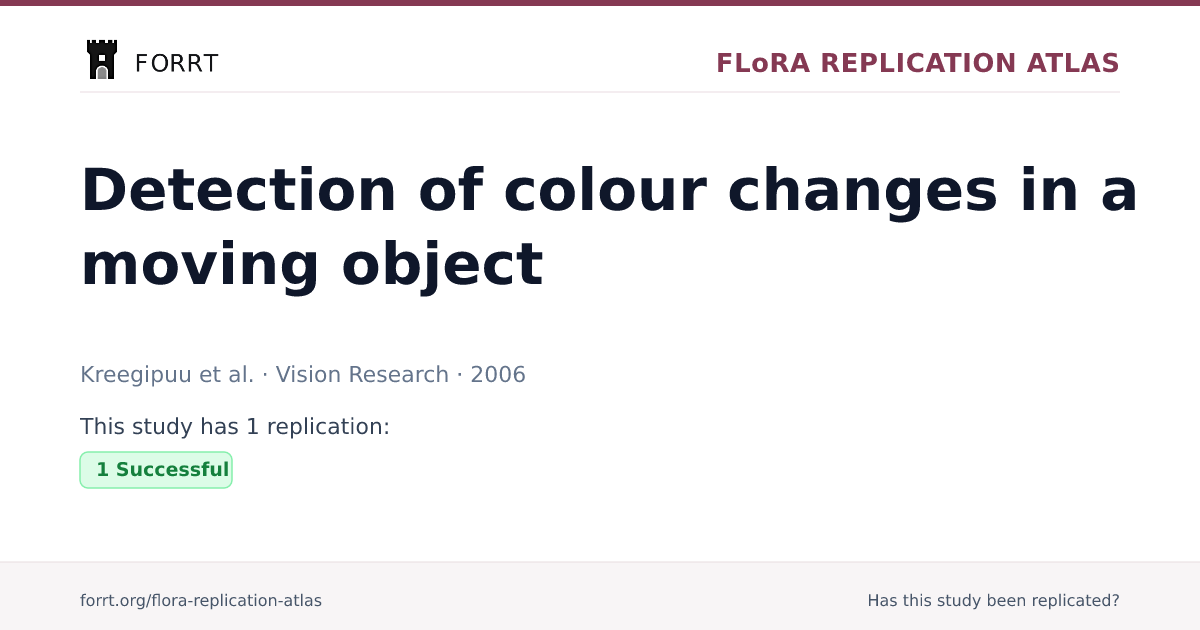 FORRT
FLoRA REPLICATION ATLAS
Detection of colour changes in a
moving object
Kreegipuu et al. · Vision Research · 2006
This study has 1 replication:
1 Successful
forrt.org/flora-replication-atlas
Has this study been replicated?